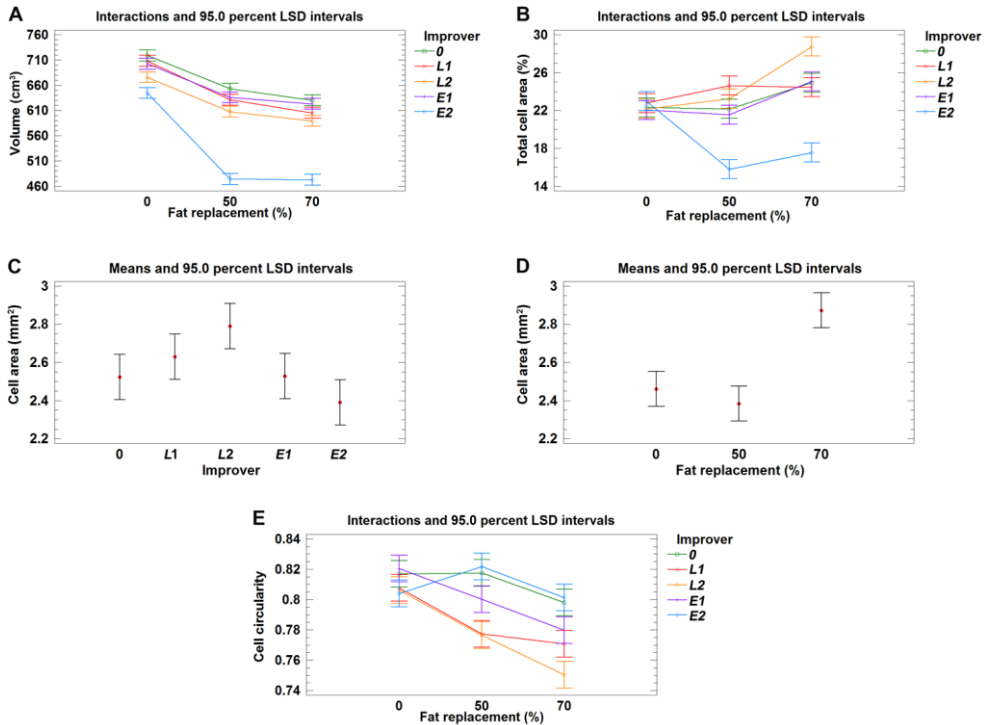 A
Interactions and 95.0 percent LSD intervals
760
710
660
610
560
510
460
Volume (cm³)
0
50
70
Fat replacement (%)
Improver
0
L1
L2
E1
E2
B
Interactions and 95.0 percent LSD intervals
30
26
22
18
14
Total cell area (%)
0
50
70
Fat replacement (%)
Improver
0
L1
L2
E1
E2
C
Means and 95.0 percent LSD intervals
3
2.8
2.6
2.4
2.2
Cell area (mm²)
0
L1
L2
E1
E2
Improver
D
Means and 95.0 percent LSD intervals
3
2.8
2.6
2.4
2.2
Cell area (mm²)
0
50
70
Fat replacement (%)
E
Interactions and 95.0 percent LSD intervals
0.84
0.82
0.8
0.78
0.76
0.74
Cell circularity
0
50
70
Fat replacement (%)
Improver
0
L1
L2
E1
E2